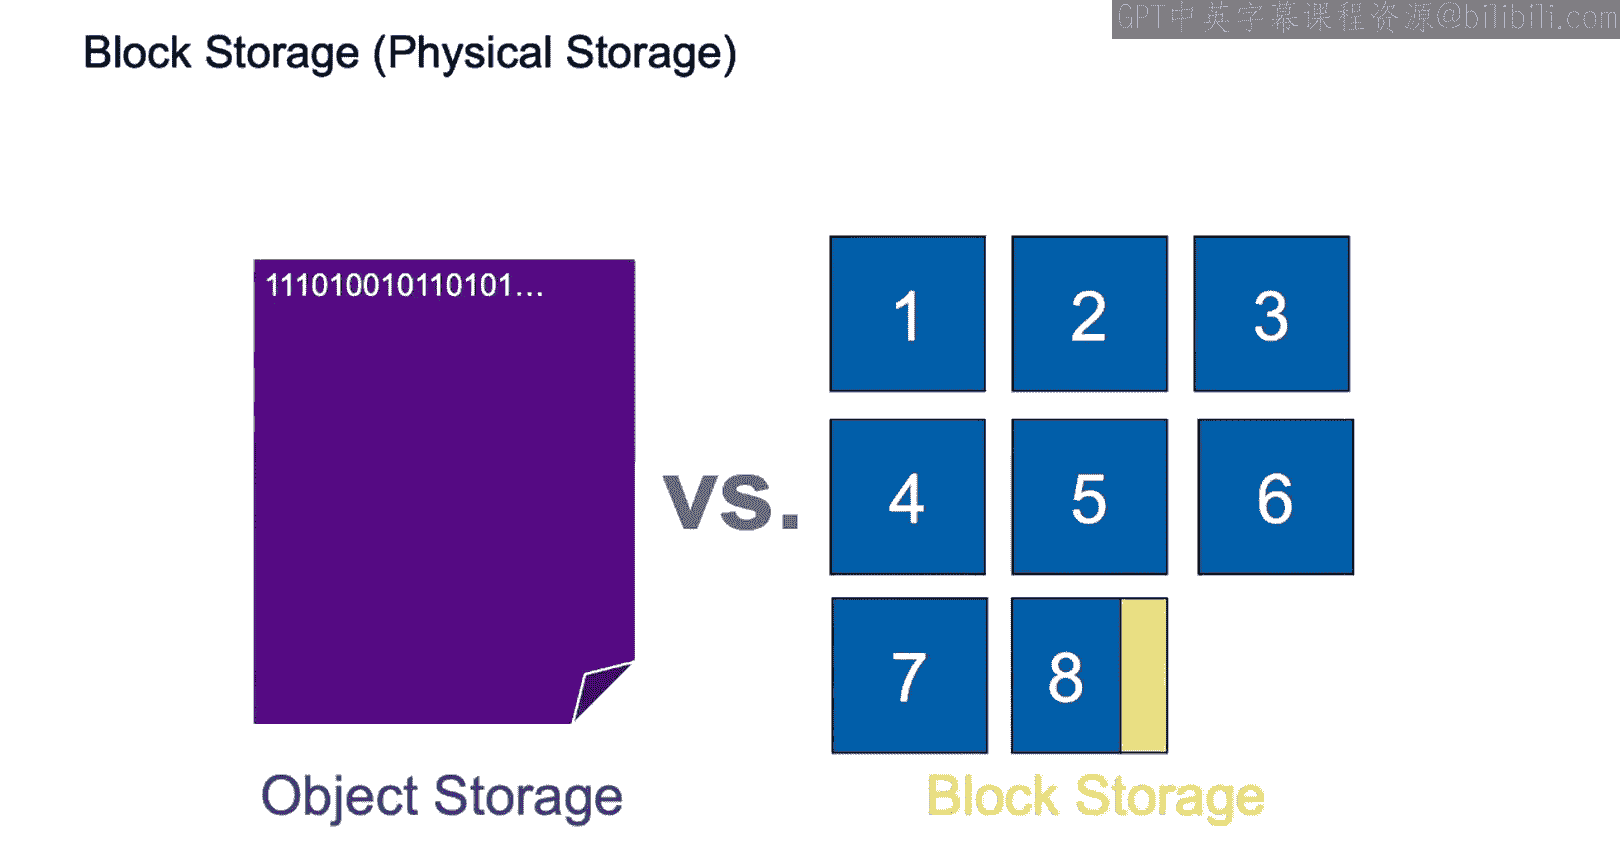 GPT中英字幕课程资源@bilibili.com
Block Storage (Physical Storage)
111010010110101...
vs.
1
2
3
4
5
6
7
8
Object Storage
Block Storage